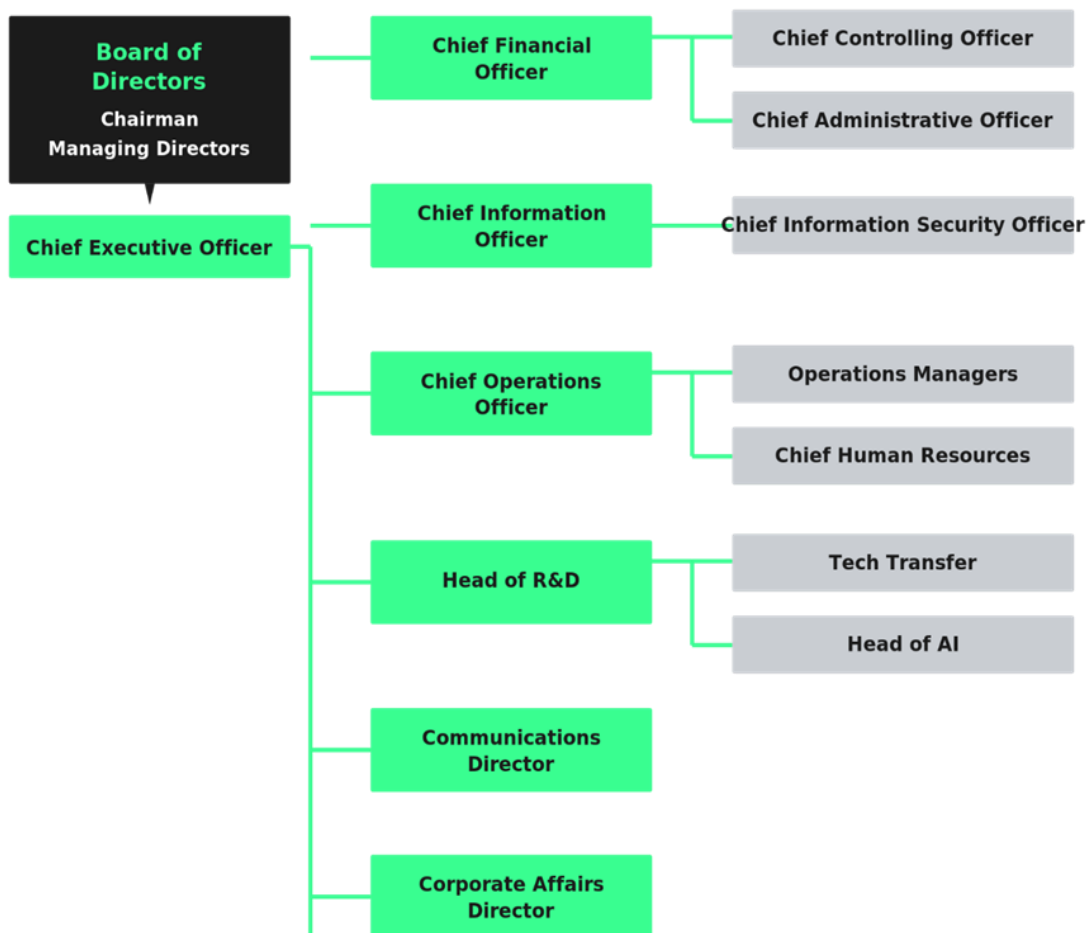 Board of
Directors
Chairman
Managing Directors
Chief Executive Officer
Chief Financial
Officer
Chief Controlling Officer
Chief Administrative Officer
Chief Information
Officer
Chief Information Security Officer
Chief Operations
Officer
Operations Managers
Chief Human Resources
Head of R&D
Tech Transfer
Head of AI
Communications
Director
Corporate Affairs
Director